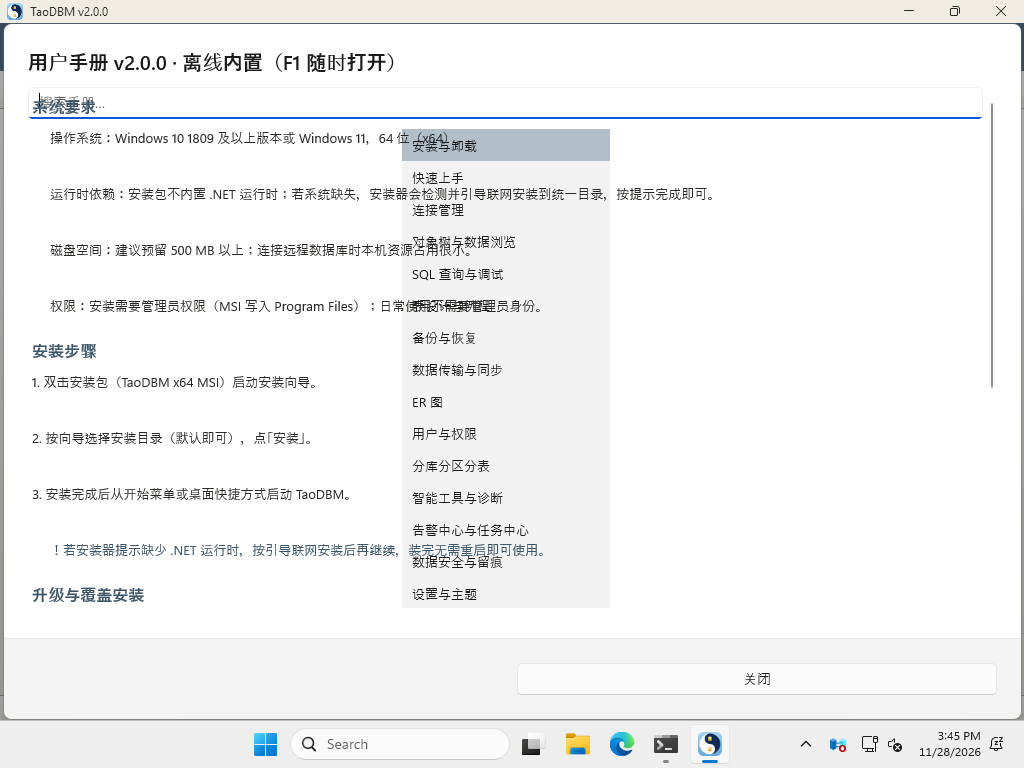 TaoDBM v2.0.0
用户手册 v2.0.0 · 离线内置（F1 随时打开）
搜索手册...
系统要求
操作系统：Windows 10 1809 及以上版本或 Windows 11，64 位（x64）
安装与卸载
快速上手
运行时依赖：安装包不内置 .NET 运行时；若系统缺失，安装器会检测并引导联网安装到统一目录，按提示完成即可。
连接管理
对象树与数据浏览
磁盘空间：建议预留 500 MB 以上；连接远程数据库时本机资源占用很小。
SQL 查询与调试
权限：安装需要管理员权限（MSI 写入 Program Files）；日常使用不需要管理员身份。
备份与恢复
安装步骤
数据传输与同步
1. 双击安装包（TaoDBM x64 MSI）启动安装向导。
ER 图
用户与权限
2. 按向导选择安装目录（默认即可），点「安装」。
分库分区分表
3. 安装完成后从开始菜单或桌面快捷方式启动 TaoDBM。
智能工具与诊断
告警中心与任务中心
！若安装器提示缺少 .NET 运行时，按引导联网安装后再继续，装完无需重启即可使用。
数据安全与留痕
升级与覆盖安装
设置与主题
关闭
Search
3:45 PM
11/28/2026